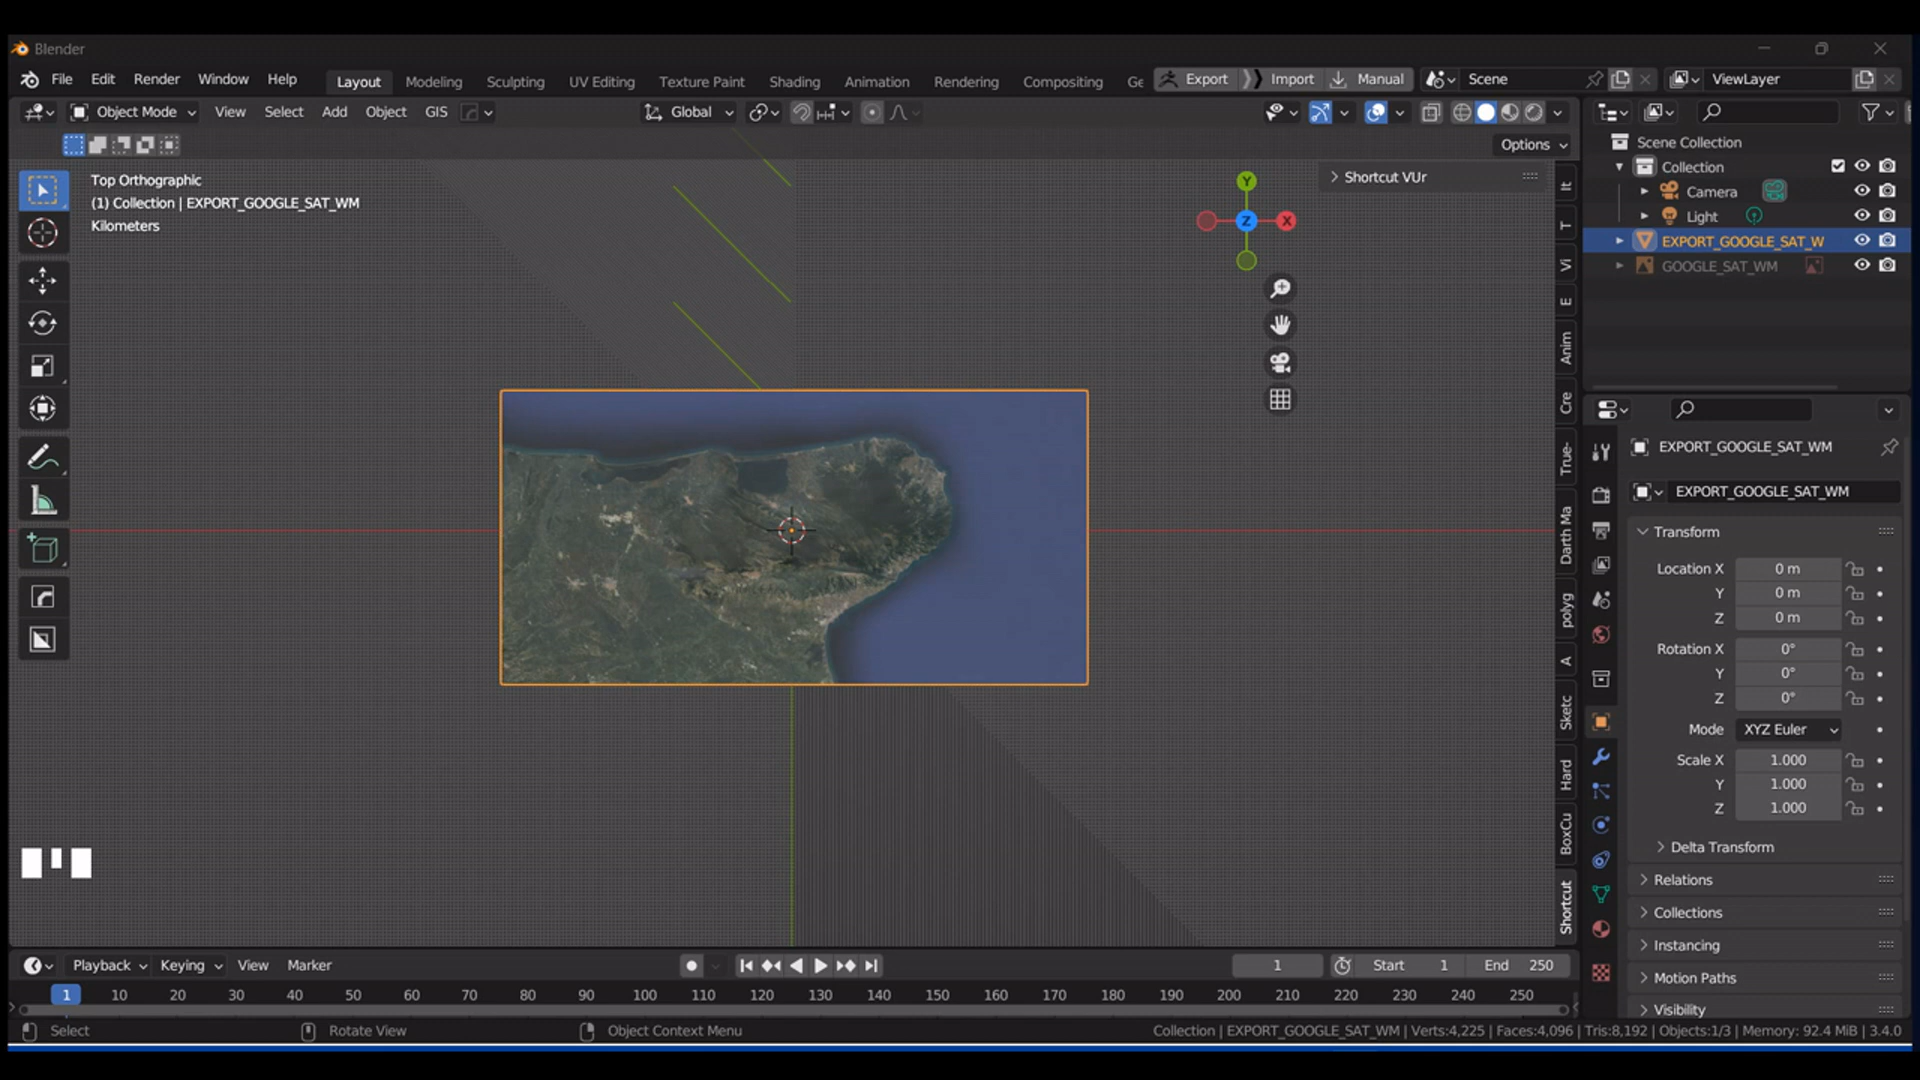 Blender
File Edit Render Window Help Layout Modeling Sculpting UV Editing Texture Paint Shading Animation Rendering Compositing Ge Export Import Manual Scene ViewLayer
Object Mode View Select Add Object GIS Global
Options
Top Orthographic
(1) Collection | EXPORT_GOOGLE_SAT_WM
Kilometers
Shortcut VUr
Y
Z
X
It
T
Vi
E
Anim
Cre
True-
Darth Ma
polyg
A
Sketc
Hard
BoxCu
Shortcut
Scene Collection
Collection
Camera
Light
EXPORT_GOOGLE_SAT_W
GOOGLE_SAT_WM
EXPORT_GOOGLE_SAT_WM
EXPORT_GOOGLE_SAT_WM
Transform
Location X 0 m
Y 0 m
Z 0 m
Rotation X 0°
Y 0°
Z 0°
Mode XYZ Euler
Scale X 1.000
Y 1.000
Z 1.000
Delta Transform
Relations
Collections
Instancing
Motion Paths
Visibility
Playback Keying View Marker 1 Start 1 End 250
1 10 20 30 40 50 60 70 80 90 100 110 120 130 140 150 160 170 180 190 200 210 220 230 240 250
Select Rotate View Object Context Menu Collection | EXPORT_GOOGLE_SAT_WM | Verts:4,225 | Faces:4,096 | Tris:8,192 | Objects:1/3 | Memory: 92.4 MiB | 3.4.0